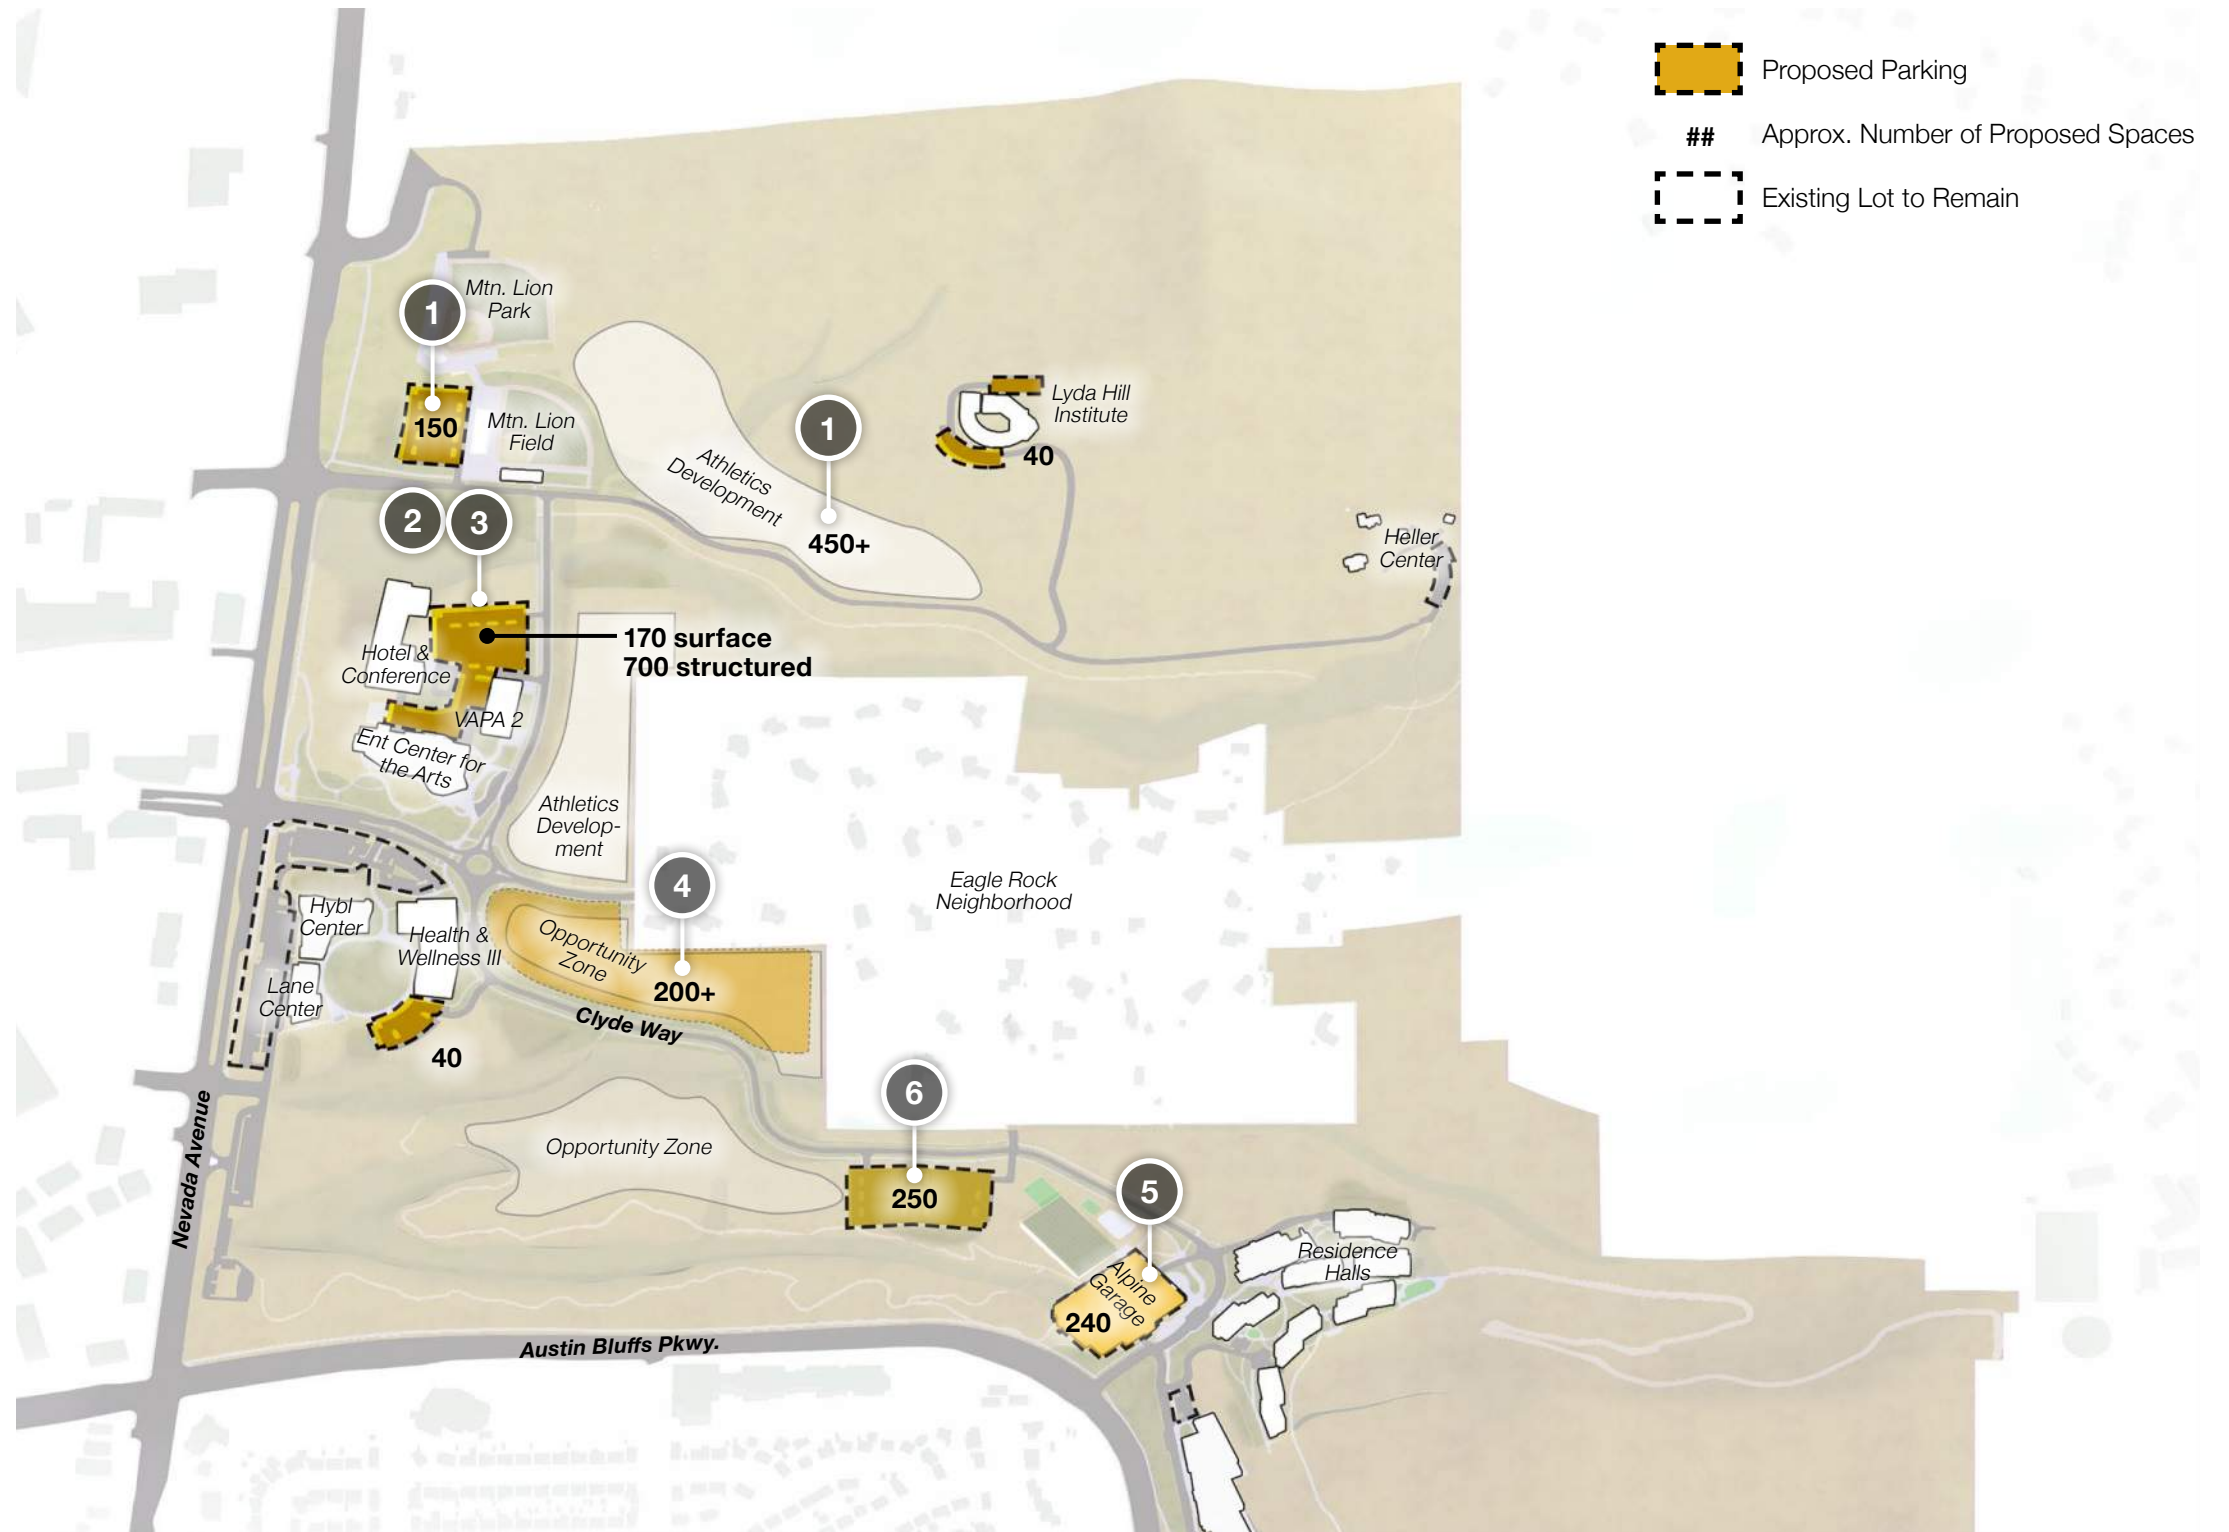 Proposed Parking
## Approx. Number of Proposed Spaces
Existing Lot to Remain
Mtn. Lion
Park
1
150
Mtn. Lion
Field
1
Athletics
Development
450+
Lyda Hill
Institute
40
Heller
Center
2
3
170 surface
700 structured
Hotel &
Conference
VAPA 2
Ent Center for
the Arts
Athletics
Develop-
ment
4
Eagle Rock
Neighborhood
Hybl
Center
Health &
Wellness III
Opportunity
Zone
200+
Lane
Center
Clyde Way
40
6
Nevada Avenue
Opportunity Zone
250
5
Residence
Halls
Alpine
Garage
240
Austin Bluffs Pkwy.